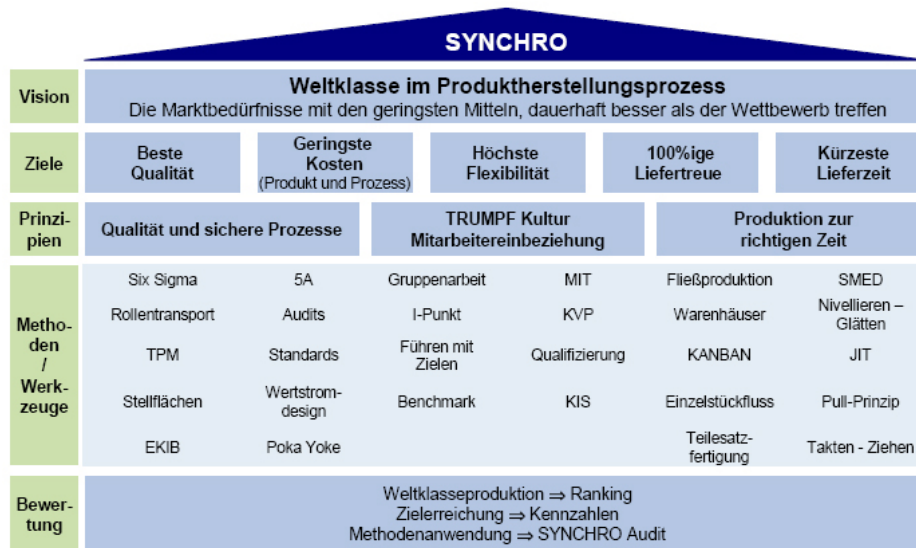 SYNCHRO
Vision
Weltklasse im Produktherstellungsprozess
Die Marktbedürfnisse mit den geringsten Mitteln, dauerhaft besser als der Wettbewerb treffen
Ziele
Beste
Qualität
Geringste
Kosten
(Produkt und Prozess)
Höchste
Flexibilität
100%ige
Liefertreue
Kürzeste
Lieferzeit
Prinzi-
pien
Qualität und sichere Prozesse
TRUMPF Kultur
Mitarbeitereinbeziehung
Produktion zur
richtigen Zeit
Metho-
den
/
Werk-
zeuge
Six Sigma
5A
Gruppenarbeit
MIT
Fließproduktion
SMED
Rollentransport
Audits
I-Punkt
KVP
Warenhäuser
Nivellieren –
Glätten
TPM
Standards
Führen mit
Zielen
Qualifizierung
KANBAN
JIT
Stellflächen
Wertstrom-
design
Benchmark
KIS
Einzelstückfluss
Pull-Prinzip
EKIB
Poka Yoke
Teilesatz-
fertigung
Takten - Ziehen
Bewer-
tung
Weltklasseproduktion ⇒ Ranking
Zielerreichung ⇒ Kennzahlen
Methodenanwendung ⇒ SYNCHRO Audit